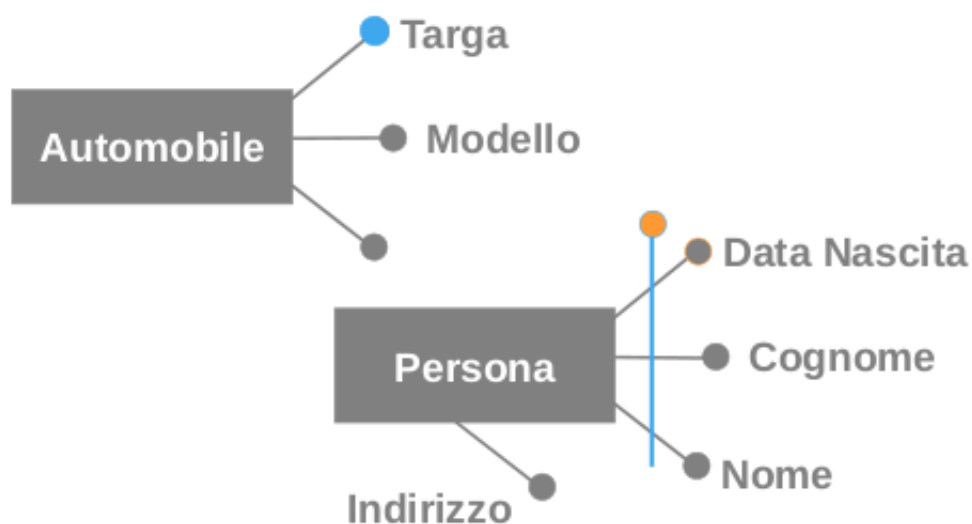 Targa
Automobile
Modello
Data Nascita
Cognome
Persona
Nome
Indirizzo